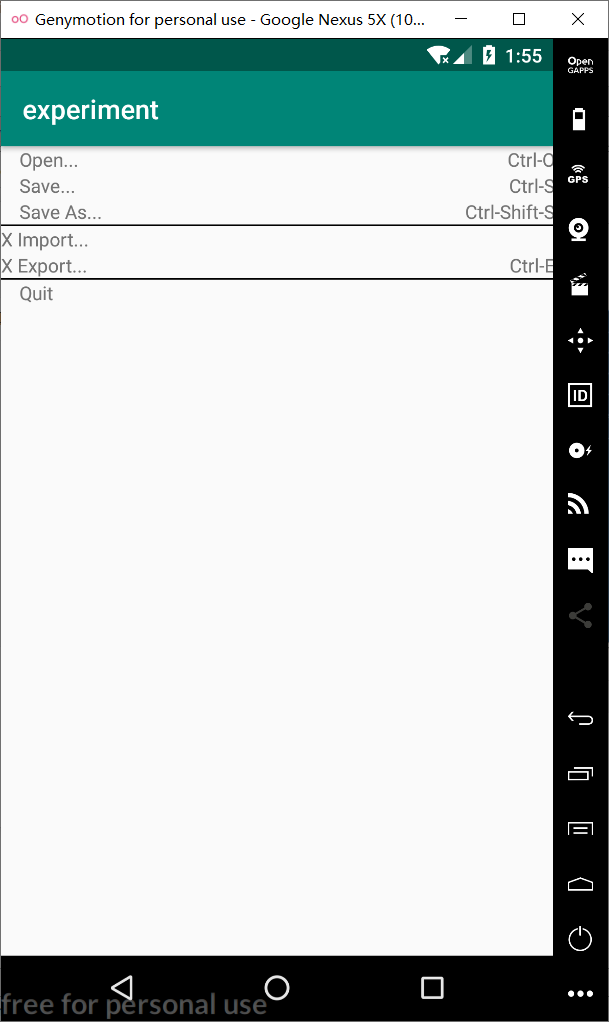 Genymotion for personal use - Google Nexus 5X (10...
1:55
Open
GAPPS
experiment
GPS
Open... Ctrl-O
Save... Ctrl-S
Save As... Ctrl-Shift-S
X Import...
X Export... Ctrl-E
Quit
ID
free for personal use